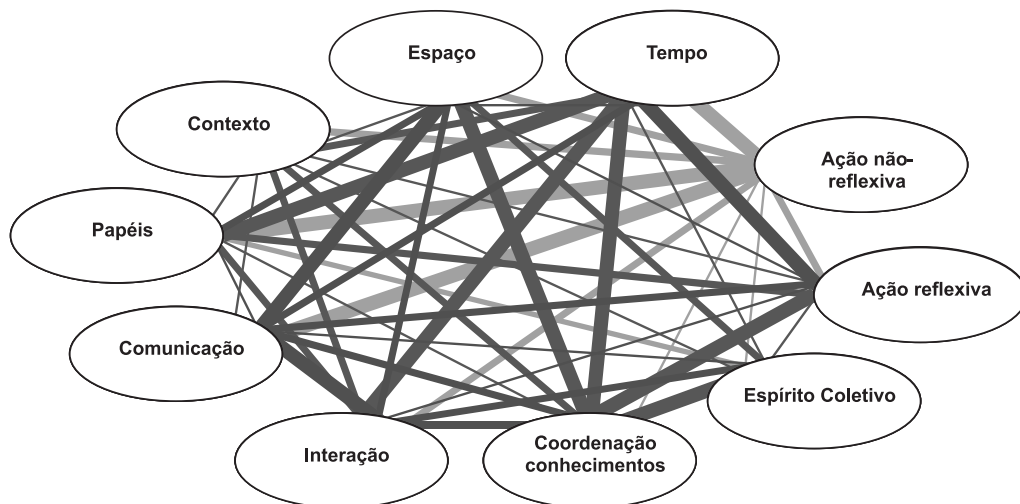 Espaço
Tempo
Contexto
Ação não-
reflexiva
Papéis
Ação reflexiva
Comunicação
Espírito Coletivo
Interação
Coordenação
conhecimentos